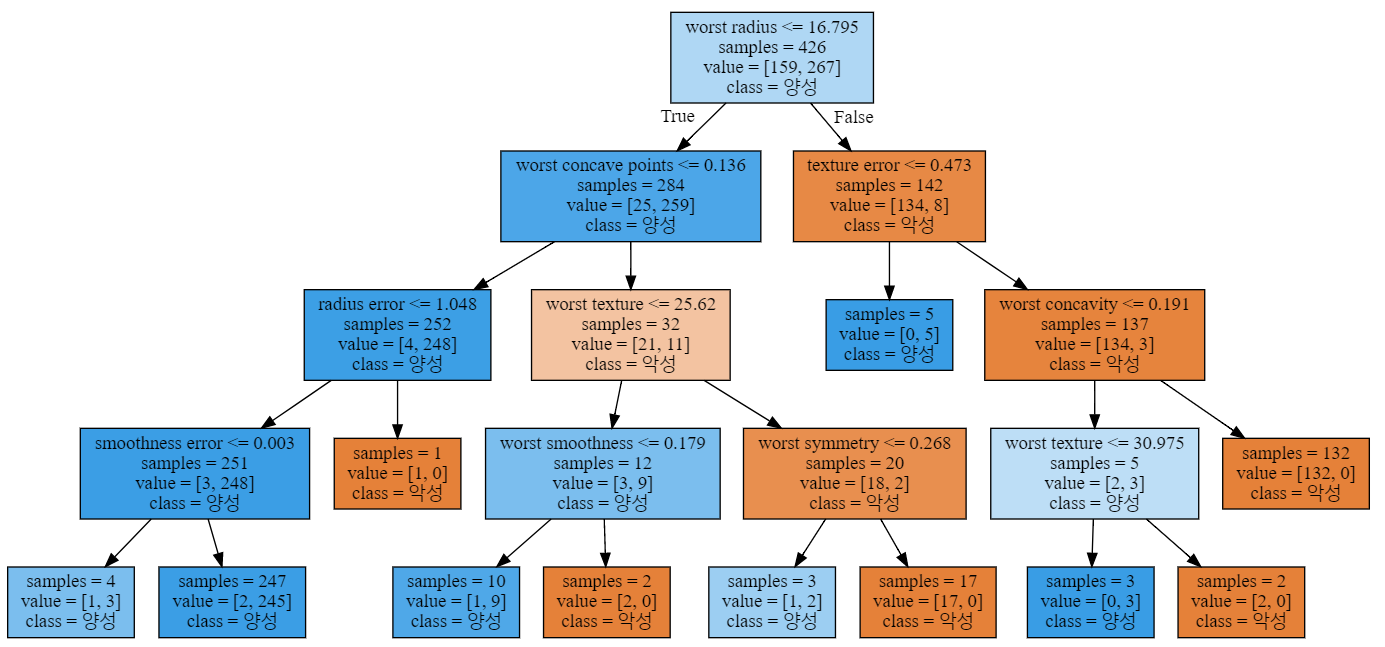 worst radius <= 16.795
samples = 426
value = [159, 267]
class = 양성
True
False
worst concave points <= 0.136
samples = 284
value = [25, 259]
class = 양성
texture error <= 0.473
samples = 142
value = [134, 8]
class = 악성
radius error <= 1.048
samples = 252
value = [4, 248]
class = 양성
worst texture <= 25.62
samples = 32
value = [21, 11]
class = 악성
samples = 5
value = [0, 5]
class = 양성
worst concavity <= 0.191
samples = 137
value = [134, 3]
class = 악성
smoothness error <= 0.003
samples = 251
value = [3, 248]
class = 양성
samples = 1
value = [1, 0]
class = 악성
worst smoothness <= 0.179
samples = 12
value = [3, 9]
class = 양성
worst symmetry <= 0.268
samples = 20
value = [18, 2]
class = 악성
worst texture <= 30.975
samples = 5
value = [2, 3]
class = 양성
samples = 132
value = [132, 0]
class = 악성
samples = 4
value = [1, 3]
class = 양성
samples = 247
value = [2, 245]
class = 양성
samples = 10
value = [1, 9]
class = 양성
samples = 2
value = [2, 0]
class = 악성
samples = 3
value = [1, 2]
class = 양성
samples = 17
value = [17, 0]
class = 악성
samples = 3
value = [0, 3]
class = 양성
samples = 2
value = [2, 0]
class = 악성